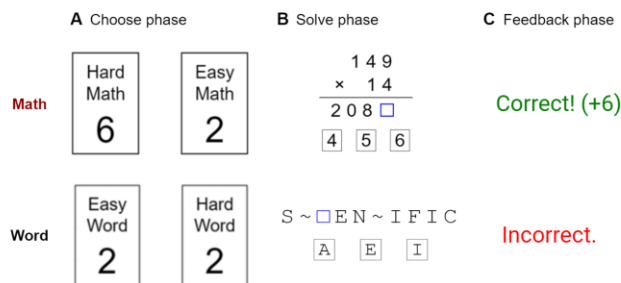 A Choose phase
B Solve phase
C Feedback phase
Math
Hard
Math
6
Easy
Math
2
149
× 14
208□
4 5 6
Correct! (+6)
Word
Easy
Word
2
Hard
Word
2
S~□EN~IFIC
A E I
Incorrect.